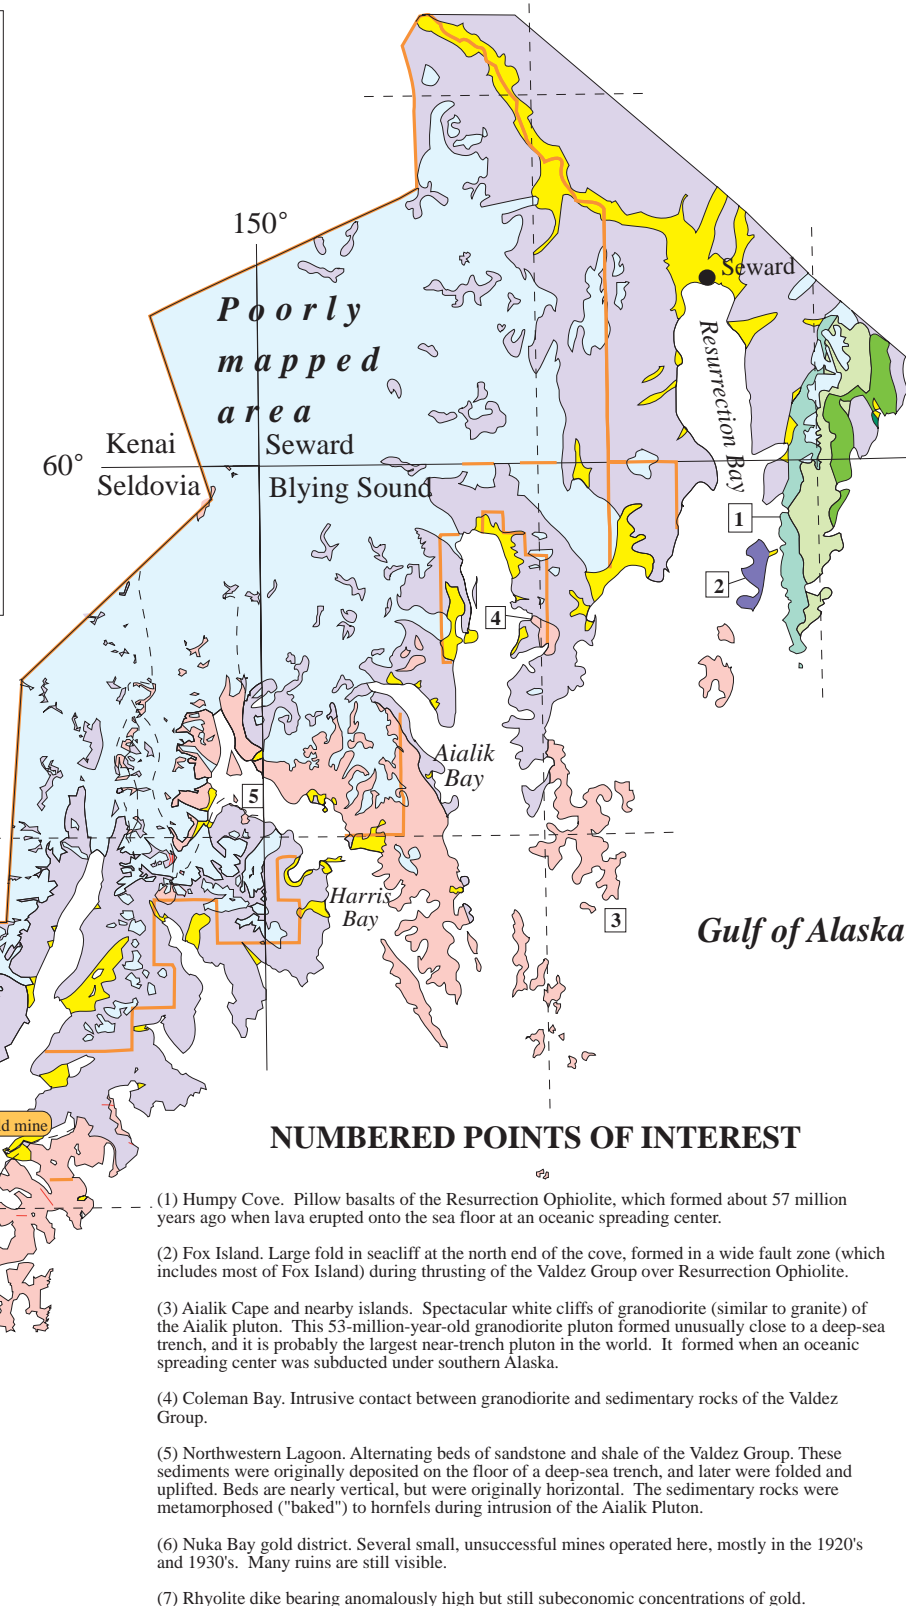 150°
Seward
Poorly
mapped
area
Resurrection Bay
Kenai
Seward
60°
Seldovia
Blying Sound
1
2
4
Aialik
Bay
5
Harris
Bay
3
Gulf of Alaska
d mine
NUMBERED POINTS OF INTEREST
(1) Humpy Cove. Pillow basalts of the Resurrection Ophiolite, which formed about 57 million
years ago when lava erupted onto the sea floor at an oceanic spreading center.
(2) Fox Island. Large fold in seacliff at the north end of the cove, formed in a wide fault zone (which
includes most of Fox Island) during thrusting of the Valdez Group over Resurrection Ophiolite.
(3) Aialik Cape and nearby islands. Spectacular white cliffs of granodiorite (similar to granite) of
the Aialik pluton. This 53-million-year-old granodiorite pluton formed unusually close to a deep-sea
trench, and it is probably the largest near-trench pluton in the world. It formed when an oceanic
spreading center was subducted under southern Alaska.
(4) Coleman Bay. Intrusive contact between granodiorite and sedimentary rocks of the Valdez
Group.
(5) Northwestern Lagoon. Alternating beds of sandstone and shale of the Valdez Group. These
sediments were originally deposited on the floor of a deep-sea trench, and later were folded and
uplifted. Beds are nearly vertical, but were originally horizontal. The sedimentary rocks were
metamorphosed ("baked") to hornfels during intrusion of the Aialik Pluton.
(6) Nuka Bay gold district. Several small, unsuccessful mines operated here, mostly in the 1920's
and 1930's. Many ruins are still visible.
(7) Rhyolite dike bearing anomalously high but still subeconomic concentrations of gold.